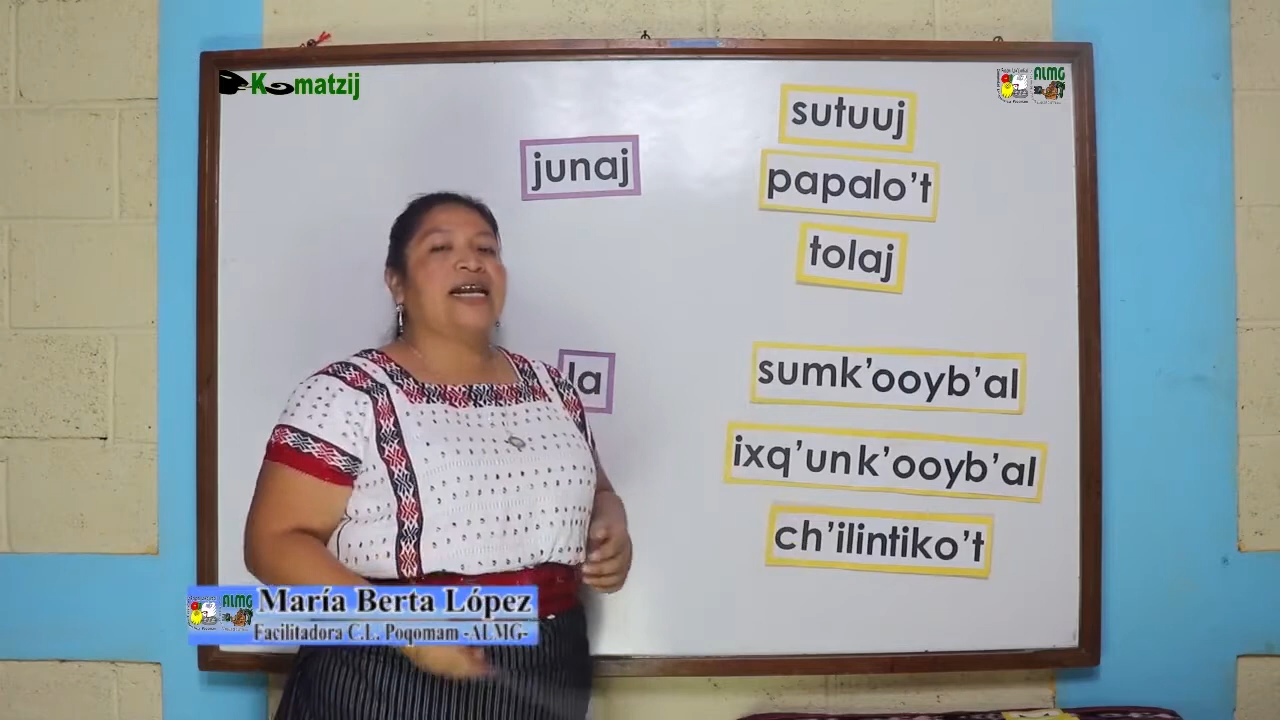 Komatzij
ALMG
junaj
la
sutuuj
papalo't
tolaj
sumk'ooyb'al
ixq'unk'ooyb'al
ch'ilintiko't
ALMG
María Berta López
Facilitadora C.L. Poqomam -ALMG-